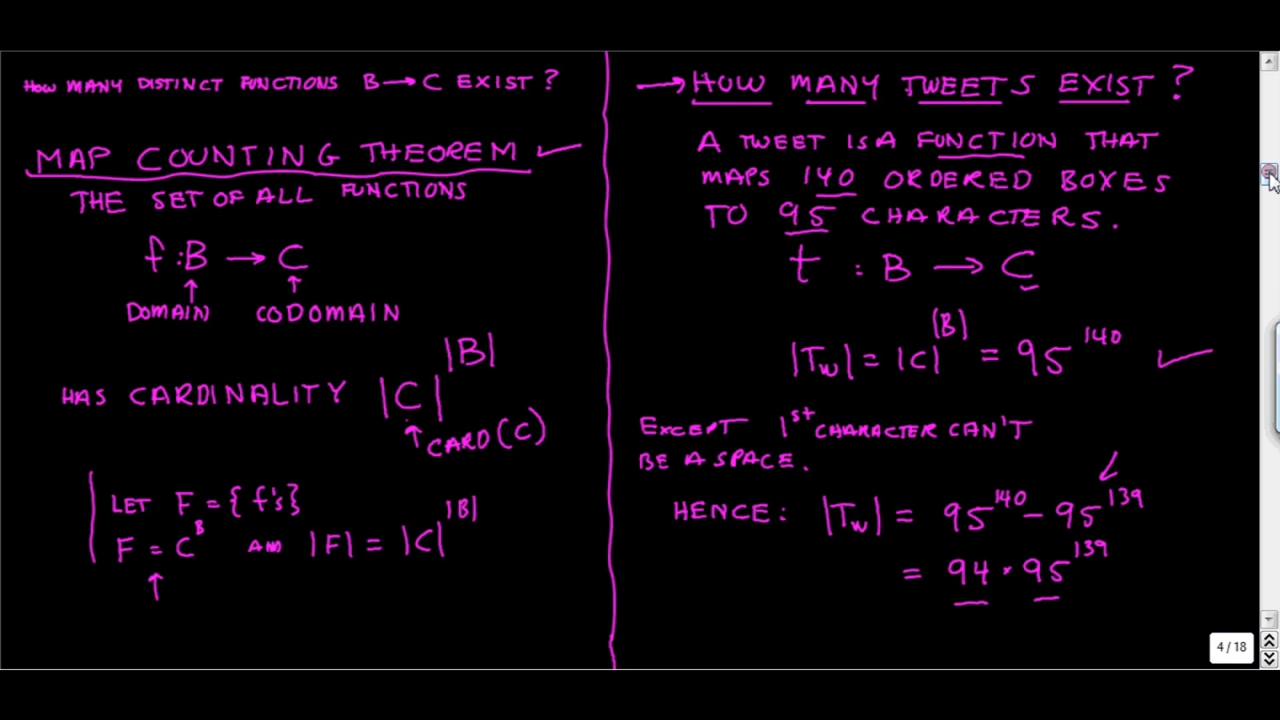 HOW MANY DISTINCT FUNCTIONS B → C EXIST?
MAP COUNTING THEOREM ✓
THE SET OF ALL FUNCTIONS
f : B → C
↑ ↑
DOMAIN CODOMAIN
HAS CARDINALITY |C|^|B|
↑ CARD(C)
LET F = {f's}
F = C^B AND |F| = |C|^|B|
↑
→ HOW MANY TWEETS EXIST?
A TWEET IS A FUNCTION THAT
MAPS 140 ORDERED BOXES
TO 95 CHARACTERS.
t : B → C
|Tw| = |C|^|B| = 95^140 ✓
EXCEPT 1st CHARACTER CAN'T
BE A SPACE.
HENCE: |Tw| = 95^140 - 95^139
= 94 · 95^139
4 / 18